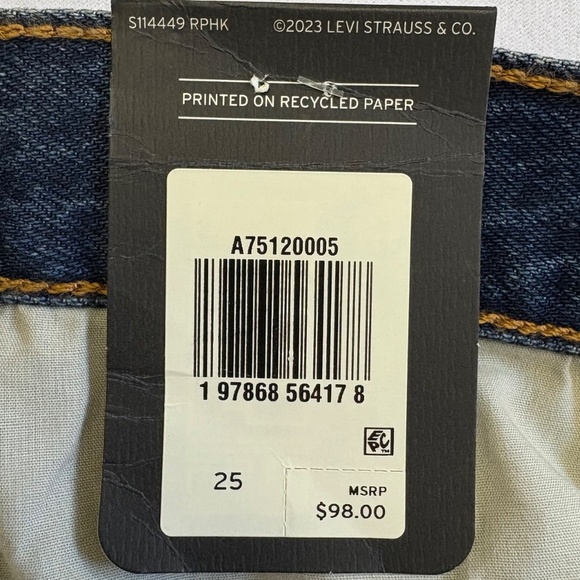 S114449 RPHK ©2023 LEVI STRAUSS & CO.
PRINTED ON RECYCLED PAPER
A75120005
1 97868 56417 8
EPC™
25
MSRP
$98.00